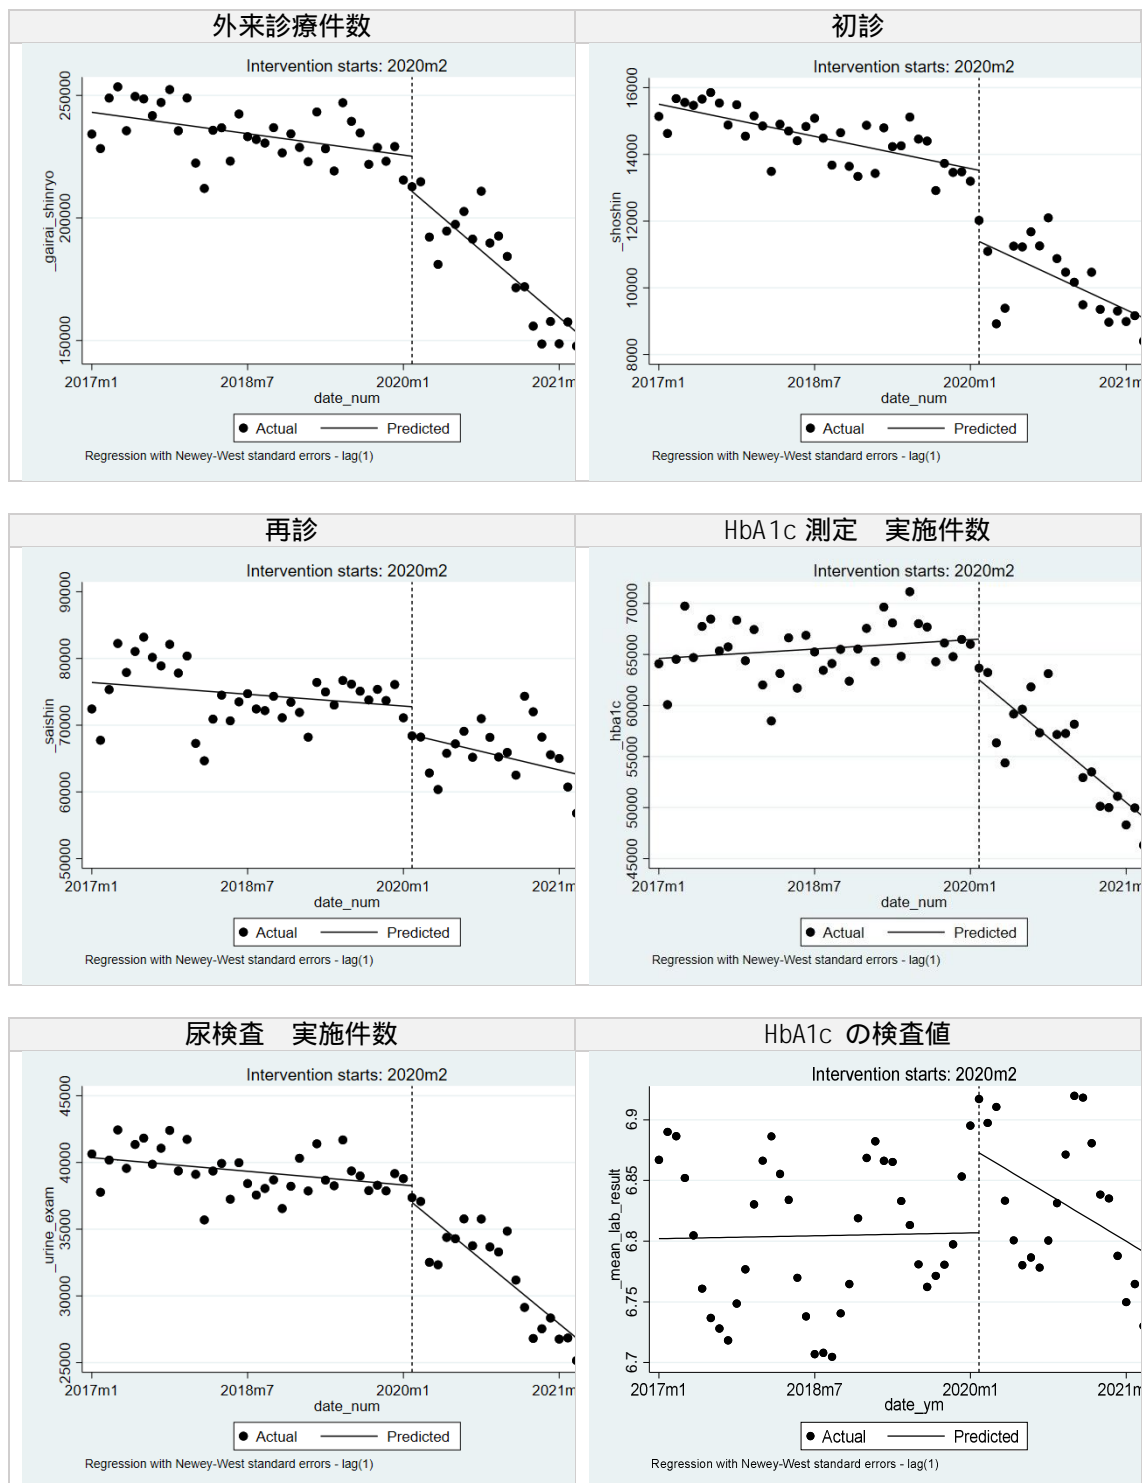 外来診療件数
初診
Intervention starts: 2020m2
_gairai_shinryo
250000
200000
150000
2017m1 2018m7 2020m1 2021m
date_num
Actual Predicted
Regression with Newey-West standard errors - lag(1)
Intervention starts: 2020m2
_shoshin
16000
14000
12000
10000
8000
2017m1 2018m7 2020m1 2021m
date_num
Actual Predicted
Regression with Newey-West standard errors - lag(1)
再診
HbA1c 測定　実施件数
Intervention starts: 2020m2
_saishin
90000
80000
70000
60000
50000
2017m1 2018m7 2020m1 2021m
date_num
Actual Predicted
Regression with Newey-West standard errors - lag(1)
Intervention starts: 2020m2
_hba1c
70000
65000
60000
55000
50000
45000
2017m1 2018m7 2020m1 2021m
date_num
Actual Predicted
Regression with Newey-West standard errors - lag(1)
尿検査　実施件数
HbA1c の検査値
Intervention starts: 2020m2
_urine_exam
45000
40000
35000
30000
25000
2017m1 2018m7 2020m1 2021m
date_num
Actual Predicted
Regression with Newey-West standard errors - lag(1)
Intervention starts: 2020m2
_mean_lab_result
6.9
6.85
6.8
6.75
6.7
2017m1 2018m7 2020m1 2021m
date_ym
Actual Predicted
Regression with Newey-West standard errors - lag(1)